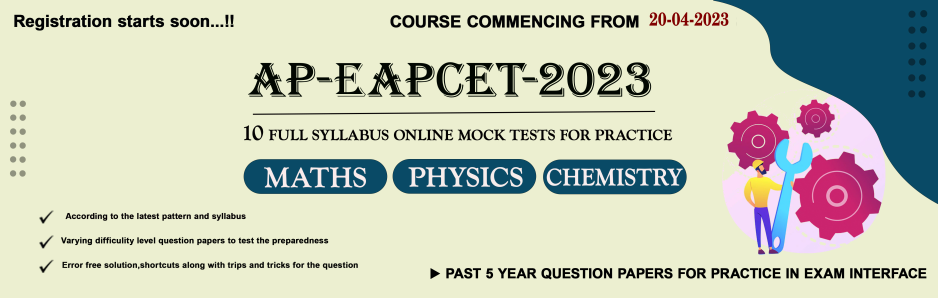 Registration starts soon...!!
COURSE COMMENCING FROM 20-04-2023
AP-EAPCET-2023
10 FULL SYLLABUS ONLINE MOCK TESTS FOR PRACTICE
MATHS PHYSICS CHEMISTRY
According to the latest pattern and syllabus
Varying difficulity level question papers to test the preparedness
Error free solution,shortcuts along with trips and tricks for the question
PAST 5 YEAR QUESTION PAPERS FOR PRACTICE IN EXAM INTERFACE